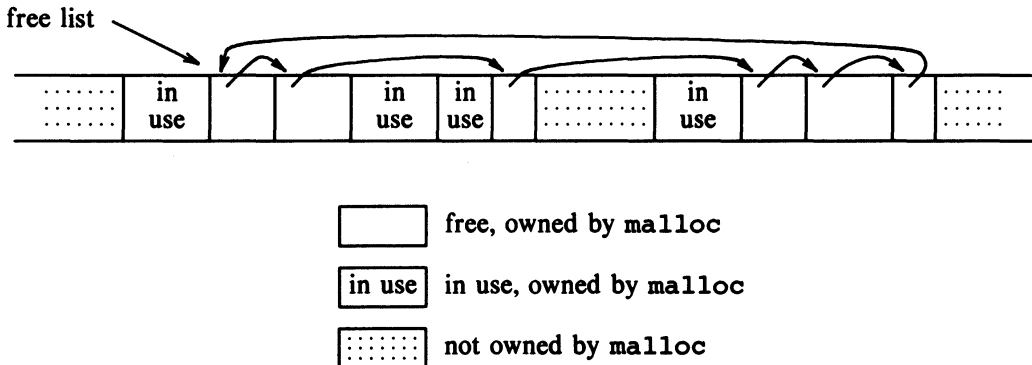 free list
in use
in use
in use
in use
free, owned by malloc
in use in use, owned by malloc
not owned by malloc